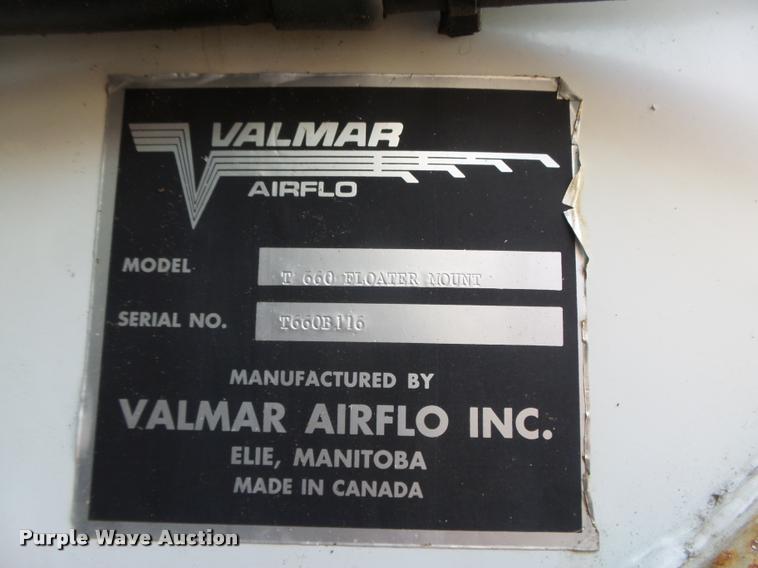 VALMAR
AIRFLO
MODEL T 660 FLOATER MOUNT
SERIAL NO. T660B116
MANUFACTURED BY
VALMAR AIRFLO INC.
ELIE, MANITOBA
MADE IN CANADA
Purple Wave Auction